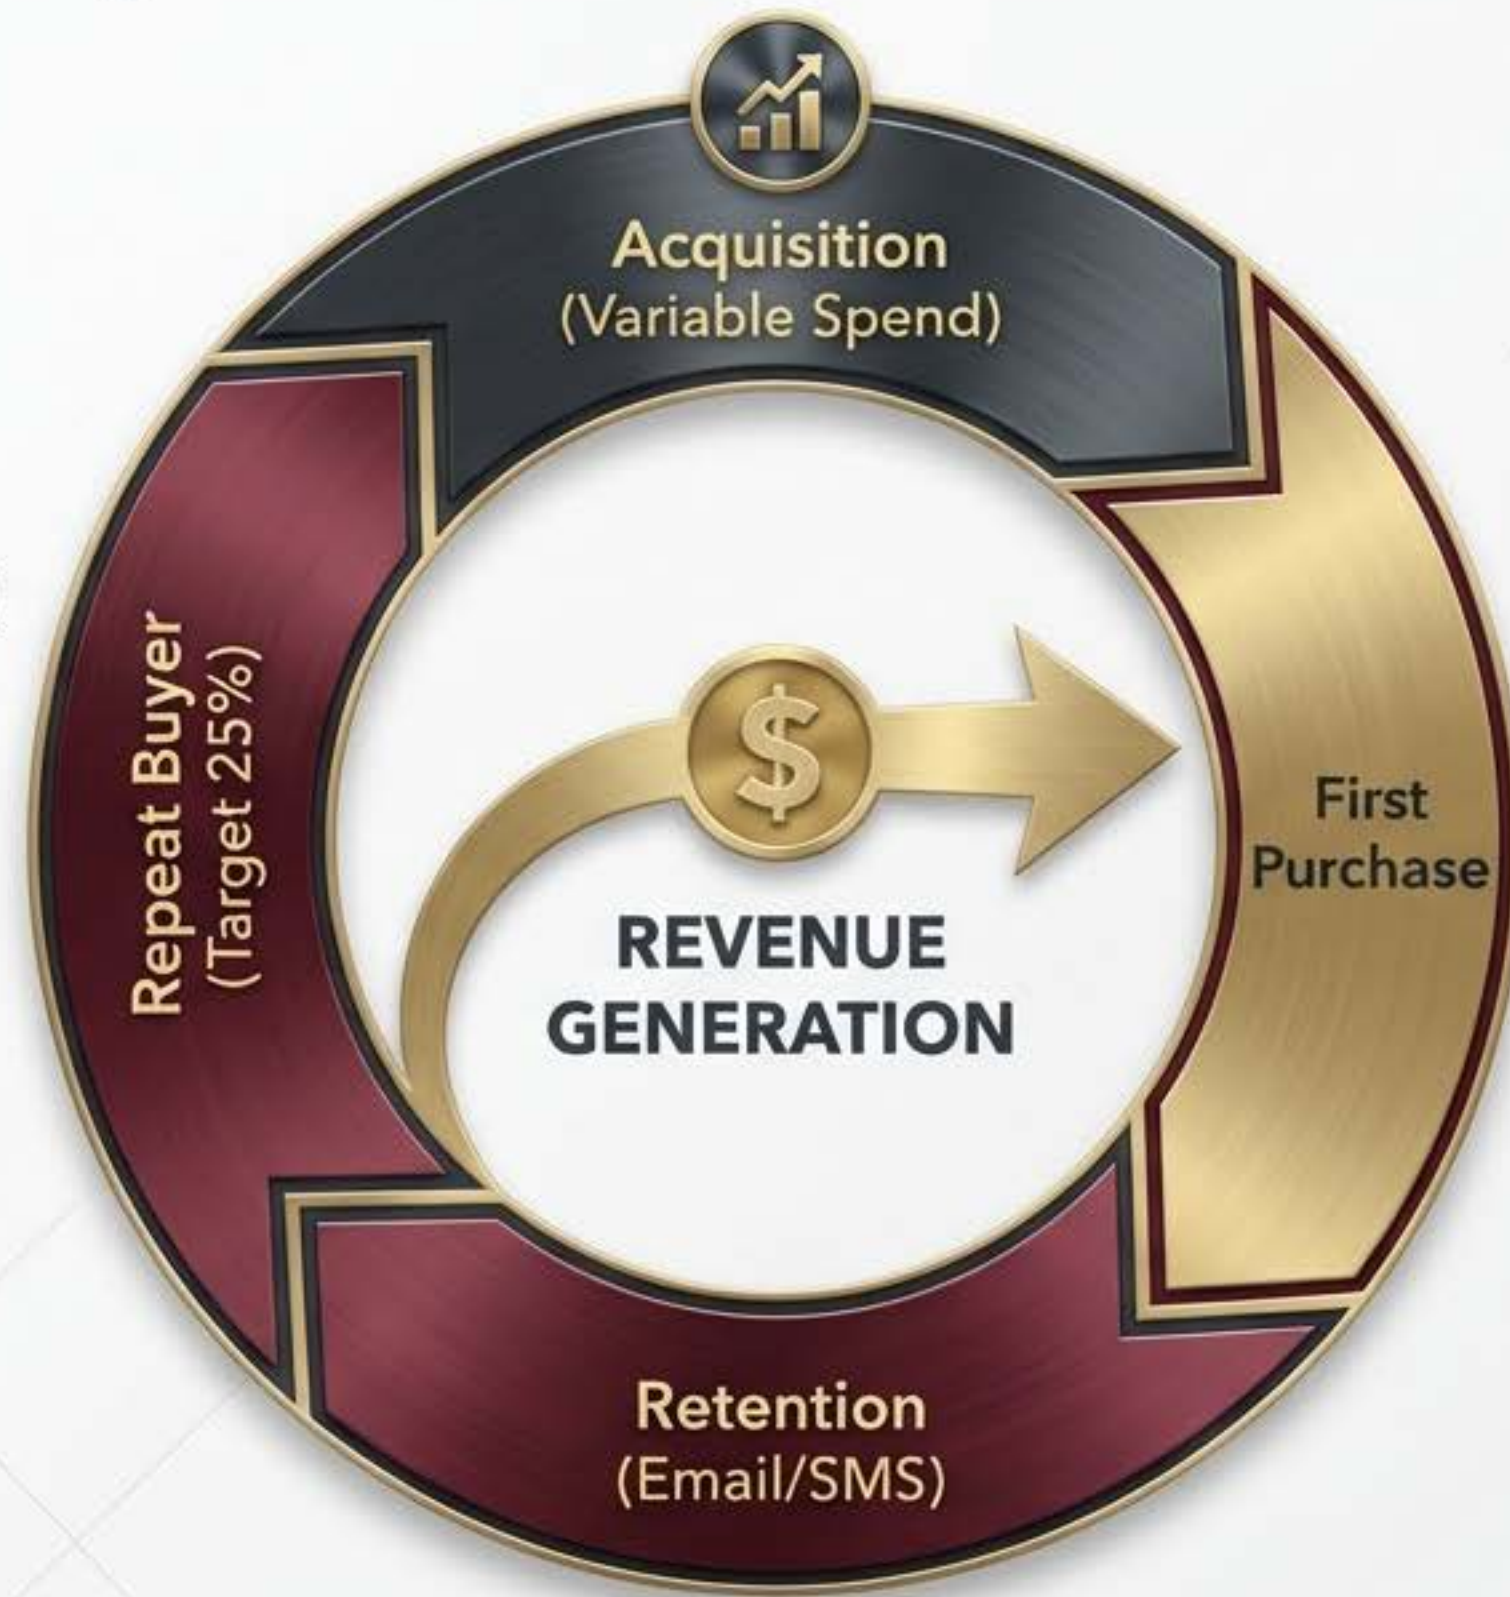 Acquisition
(Variable Spend)
First
Purchase
Retention
(Email/SMS)
Repeat Buyer
(Target 25%)
$
REVENUE
GENERATION